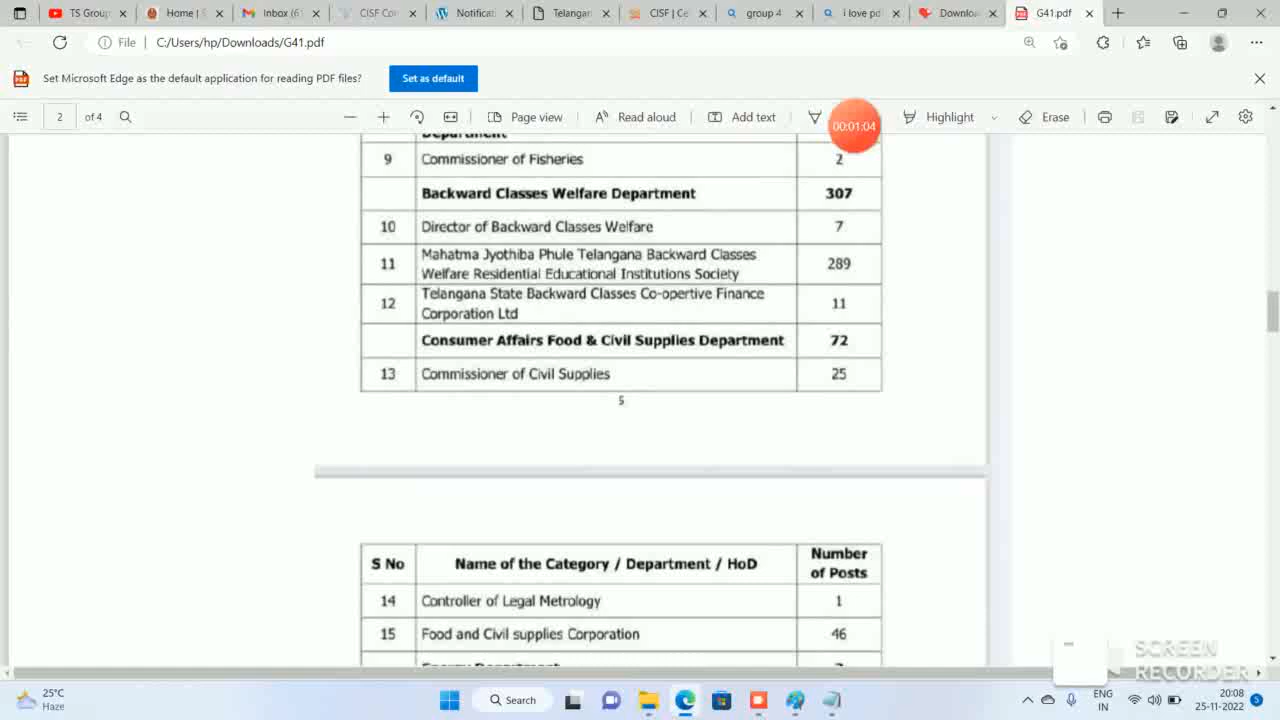 TS Group
Home | S
Inbox (6
CISF Con
Notificati
Telangan
CISF | Ce
group 4
i love pd
Downloa
G41.pdf
File
C:/Users/hp/Downloads/G41.pdf
Set Microsoft Edge as the default application for reading PDF files?
Set as default
2 of 4
Page view
Read aloud
Add text
00:01:04
Highlight
Erase
Department
9 Commissioner of Fisheries 2
Backward Classes Welfare Department 307
10 Director of Backward Classes Welfare 7
11 Mahatma Jyothiba Phule Telangana Backward Classes
Welfare Residential Educational Institutions Society 289
12 Telangana State Backward Classes Co-opertive Finance
Corporation Ltd 11
Consumer Affairs Food & Civil Supplies Department 72
13 Commissioner of Civil Supplies 25
5
S No Name of the Category / Department / HoD Number
of Posts
14 Controller of Legal Metrology 1
15 Food and Civil supplies Corporation 46
Energy Department
SCREEN
RECORDER
25°C
Haze
Search
ENG
IN
20:08
25-11-2022
5